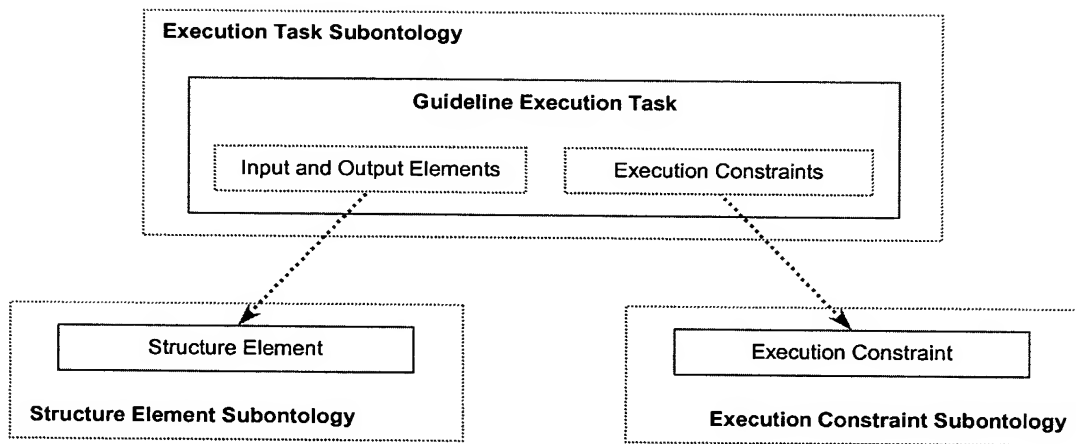 Execution Task Subontology
Guideline Execution Task
Input and Output Elements
Execution Constraints
Structure Element
Structure Element Subontology
Execution Constraint
Execution Constraint Subontology